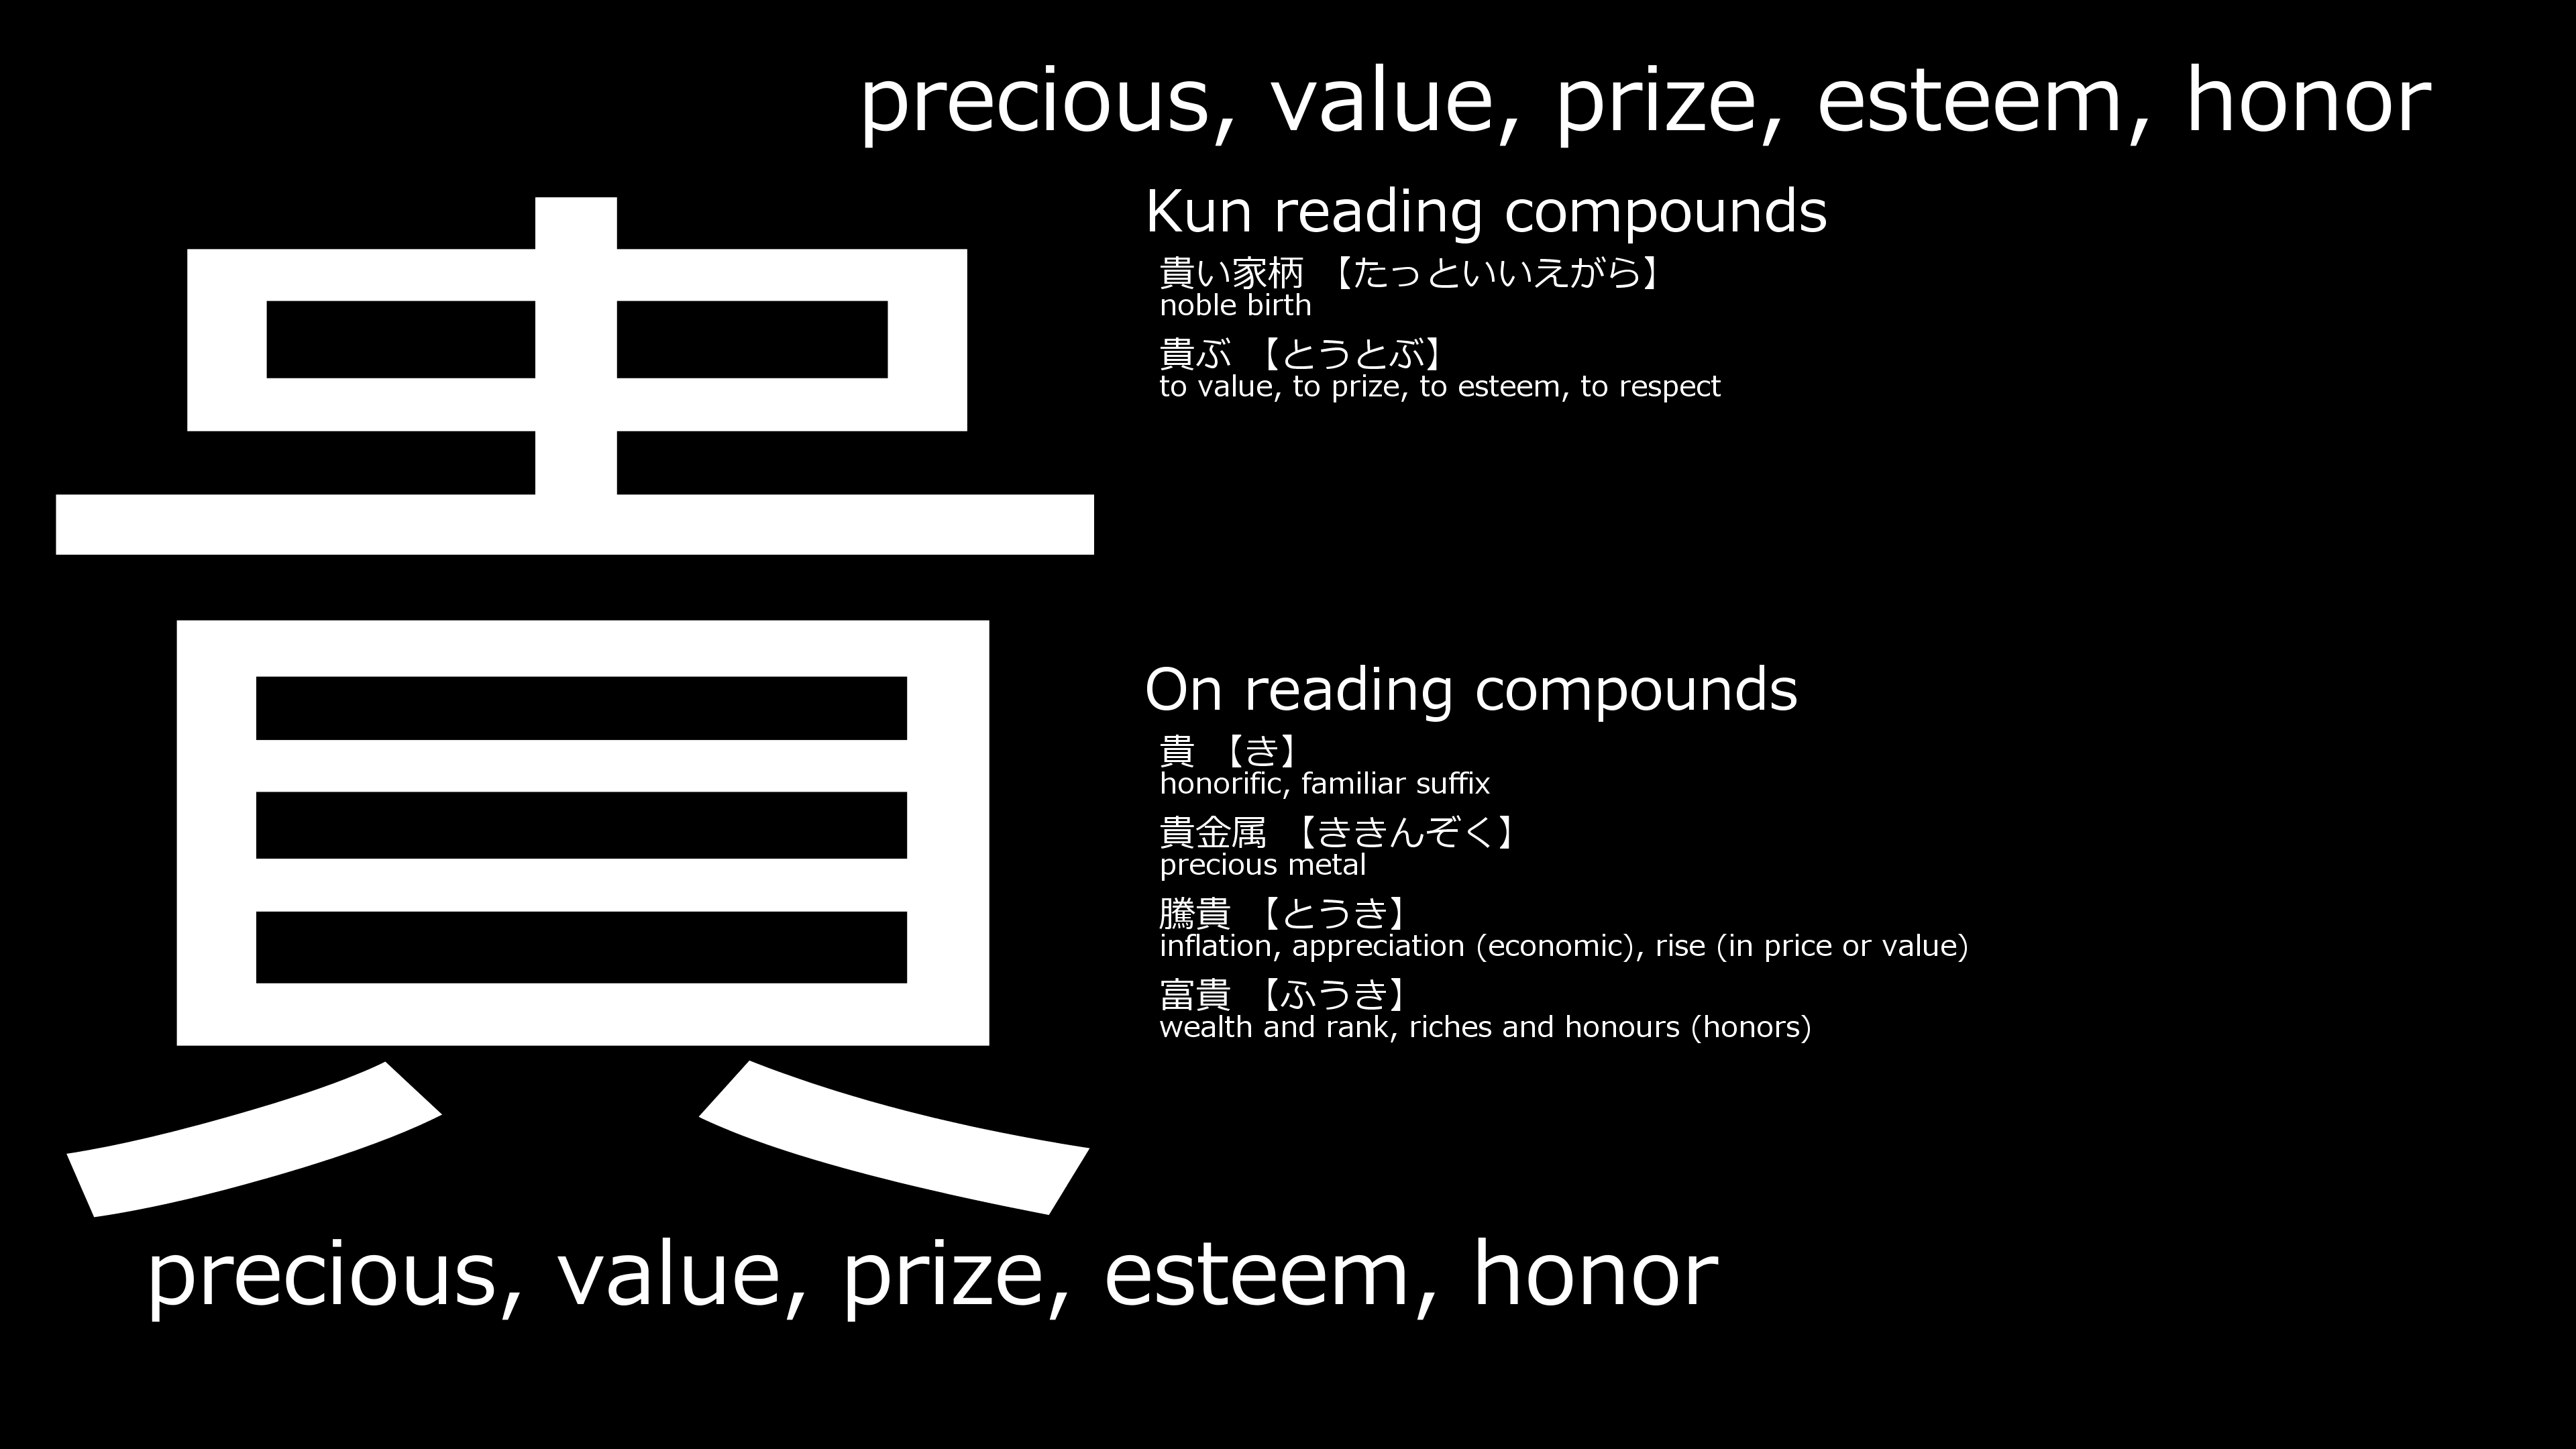 precious, value, prize, esteem, honor
貴
Kun reading compounds
貴い家柄 【たっといいえがら】
noble birth
貴ぶ 【とうとぶ】
to value, to prize, to esteem, to respect
On reading compounds
貴 【き】
honorific, familiar suffix
貴金属 【ききんぞく】
precious metal
騰貴 【とうき】
inflation, appreciation (economic), rise (in price or value)
富貴 【ふうき】
wealth and rank, riches and honours (honors)
precious, value, prize, esteem, honor